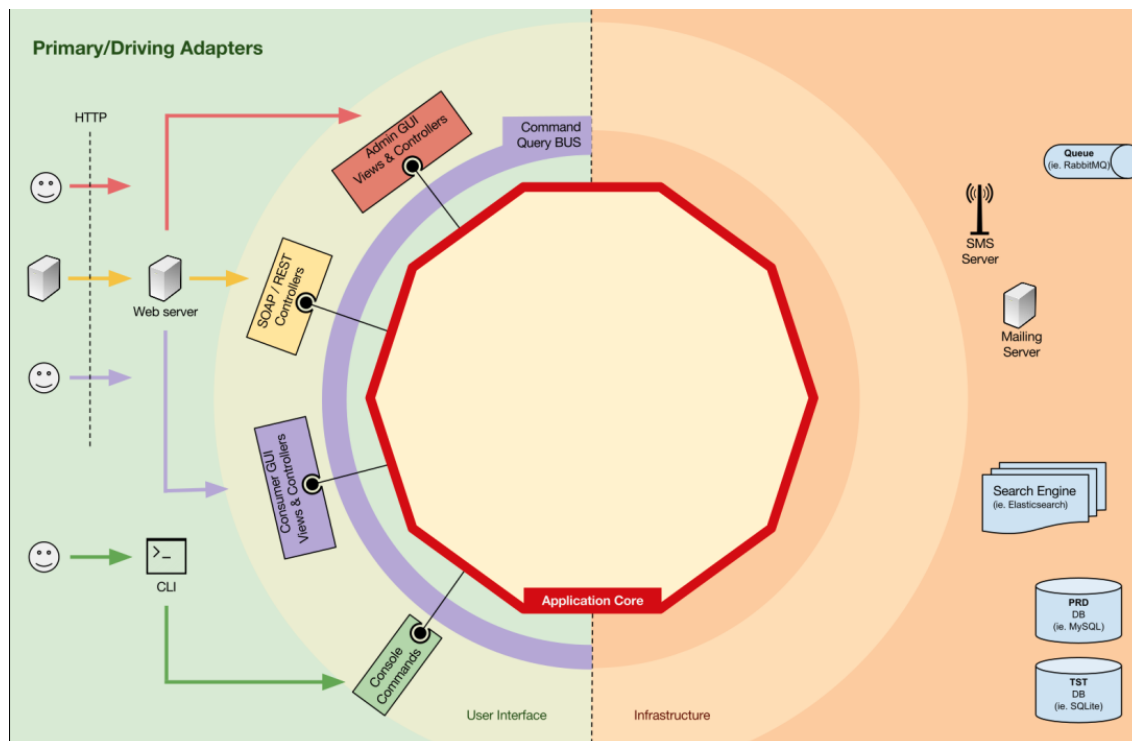 Primary/Driving Adapters
HTTP
Admin GUI
Views & Controllers
Command
Query BUS
Queue
(ie. RabbitMQ)
SMS
Server
SOAP / REST
Controllers
Web server
Mailing
Server
Consumer GUI
Views & Controllers
Search Engine
(ie. Elasticsearch)
>_
CLI
Application Core
PRD
DB
(ie. MySQL)
Console
Commands
TST
DB
(ie. SQLite)
User Interface
Infrastructure